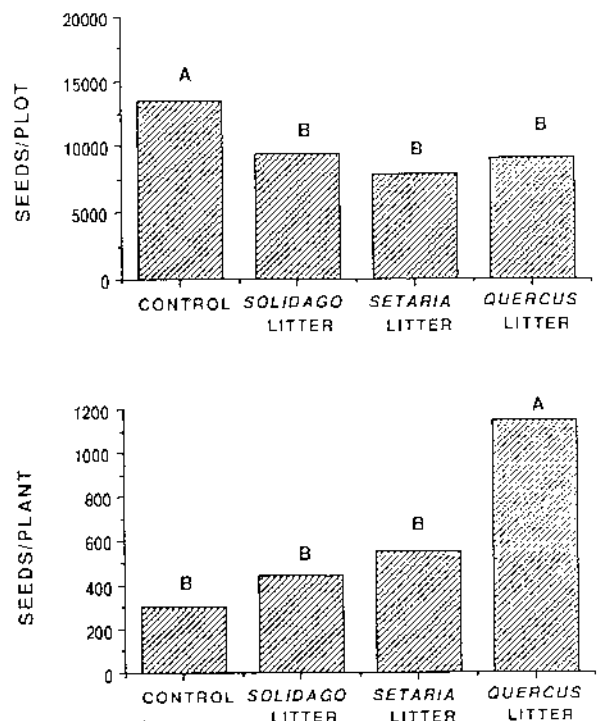 20000
15000
10000
5000
0
SEEDS/PLOT
A
B
B
B
CONTROL SOLIDAGO SETARIA QUERCUS
LITTER LITTER LITTER
1200
1000
800
600
400
200
0
SEEDS/PLANT
B
B
B
A
CONTROL SOLIDAGO SETARIA QUERCUS
LITTER LITTER LITTER